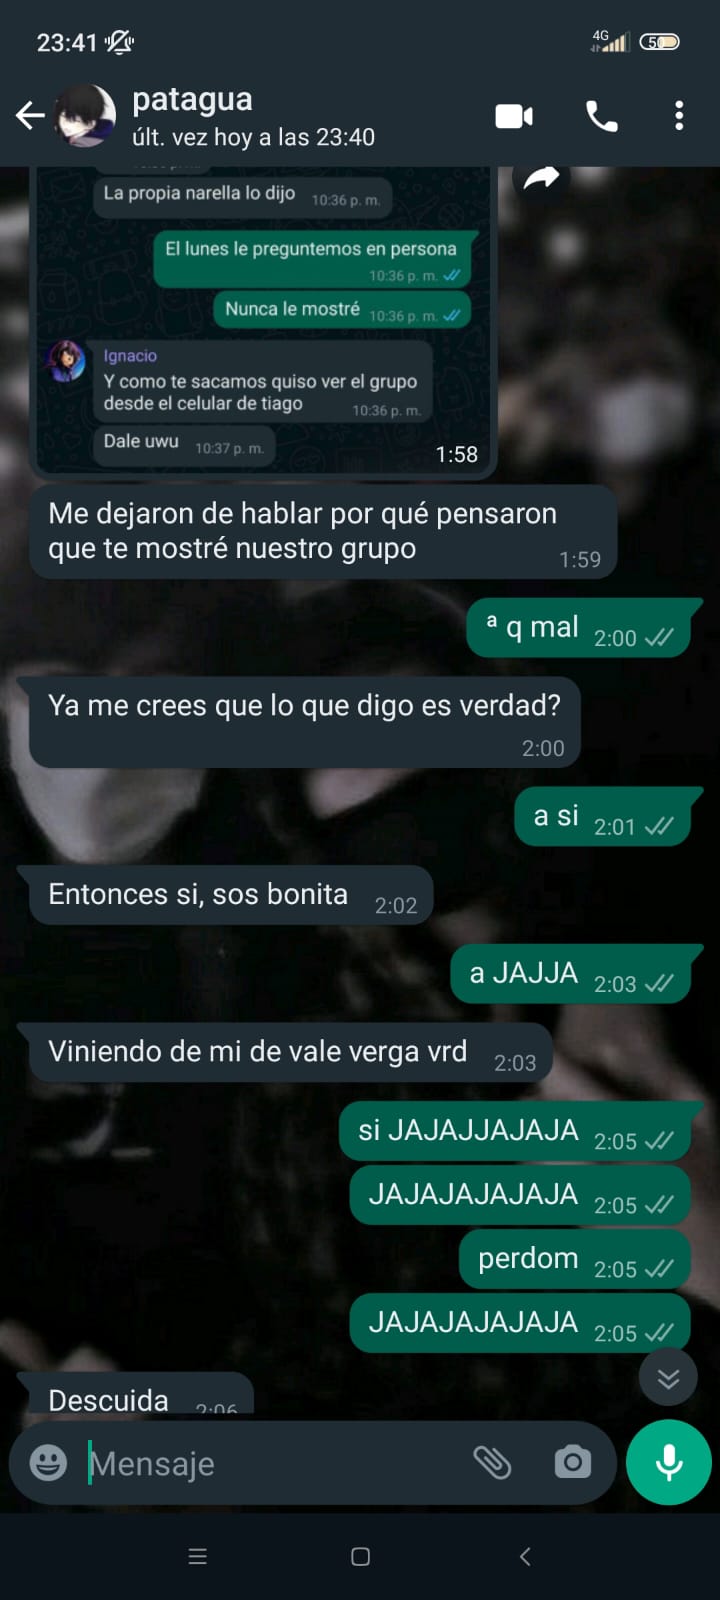 23:41
4G
50
patagua
últ. vez hoy a las 23:40
La propia narella lo dijo 10:36 p. m.
El lunes le preguntemos en persona
10:36 p. m.
Nunca le mostré 10:36 p. m.
Ignacio
Y como te sacamos quiso ver el grupo
desde el celular de tiago 10:36 p. m.
Dale uwu 10:37 p. m.
1:58
Me dejaron de hablar por qué pensaron
que te mostré nuestro grupo 1:59
ª q mal 2:00
Ya me crees que lo que digo es verdad?
2:00
a si 2:01
Entonces si, sos bonita 2:02
a JAJJA 2:03
Viniendo de mi de vale verga vrd 2:03
si JAJAJJAJAJA 2:05
JAJAJAJAJAJA 2:05
perdom 2:05
JAJAJAJAJAJA 2:05
Descuida 2:06
Mensaje